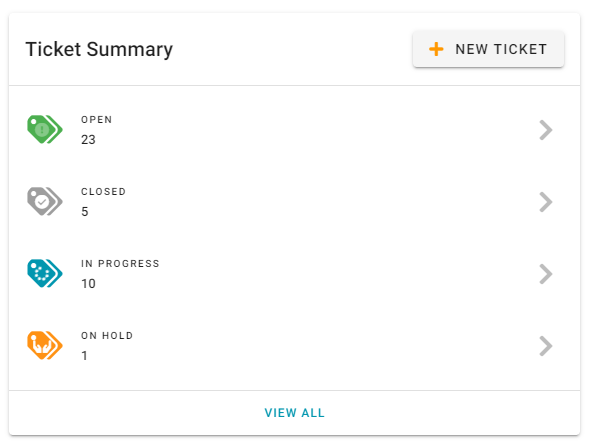 Ticket Summary
NEW TICKET
OPEN
23
CLOSED
5
IN PROGRESS
10
ON HOLD
1
VIEW ALL